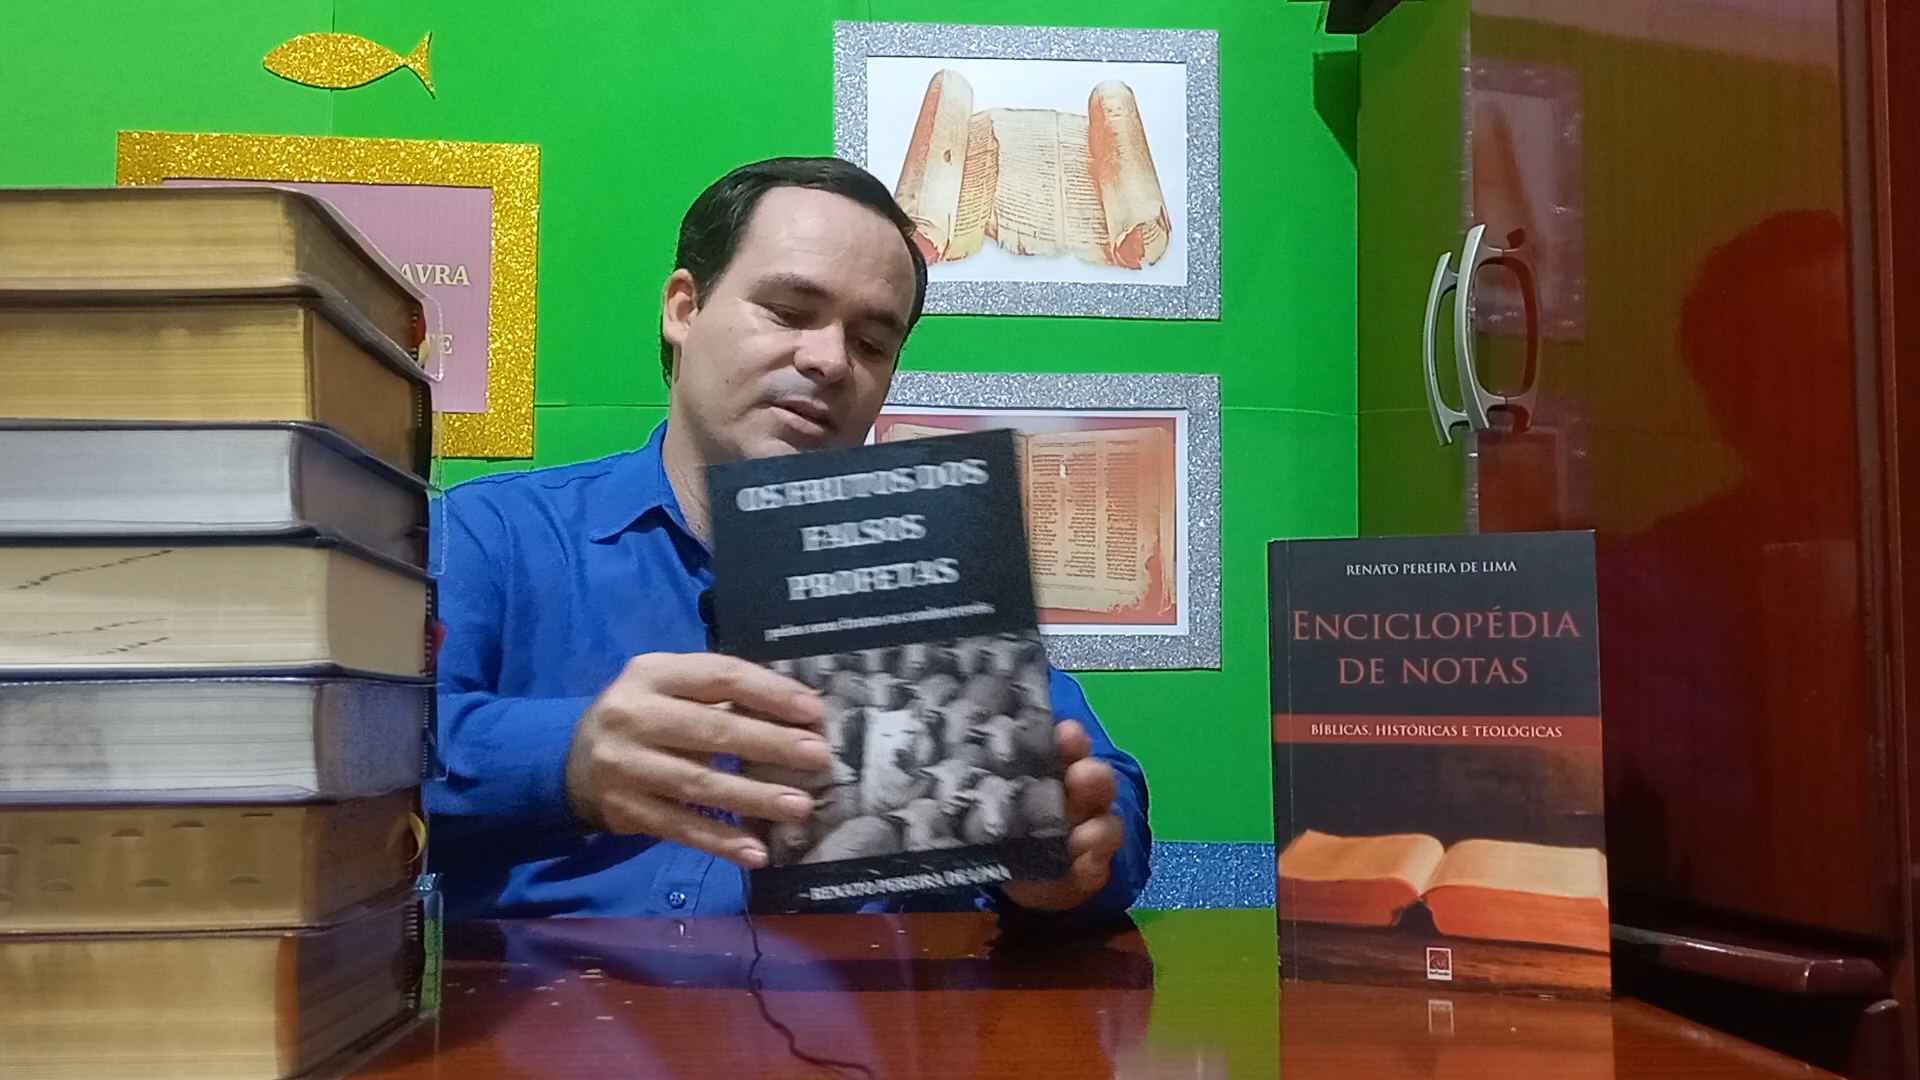 AVRA
E
OS FRUTOS DOS
FALSOS
PROFETAS
RENATO PEREIRA DE LIMA
RENATO PEREIRA DE LIMA
ENCICLOPÉDIA
DE NOTAS
BÍBLICAS, HISTÓRICAS E TEOLÓGICAS